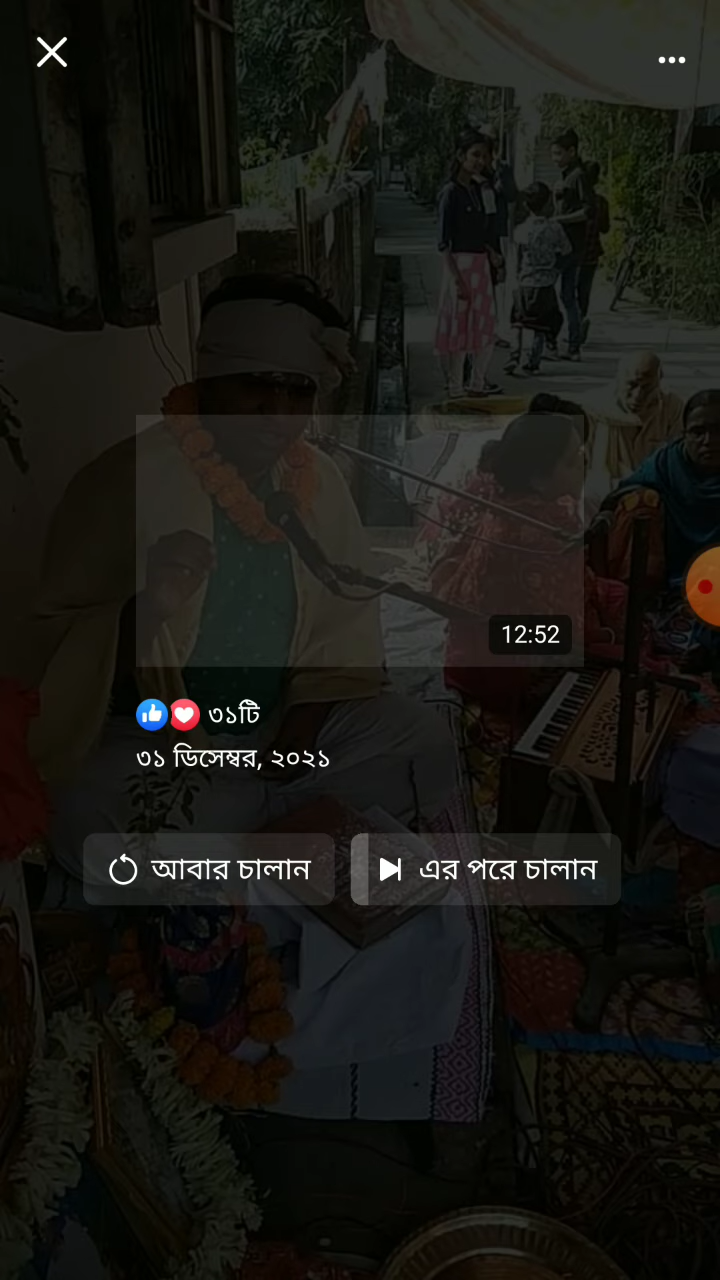 12:52
৩১টি
৩১ ডিসেম্বর, ২০২১
আবার চালান
এর পরে চালান